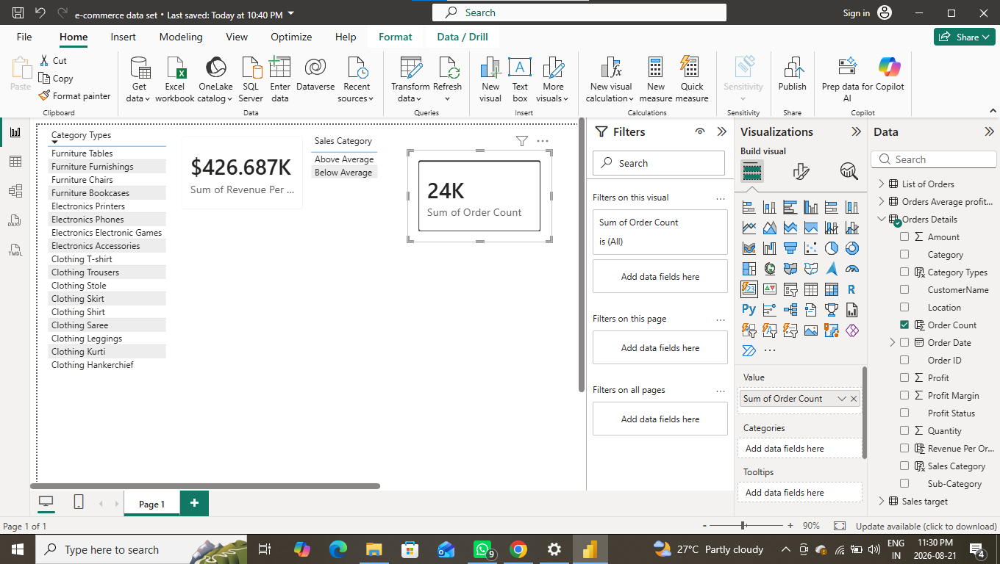 e-commerce data set • Last saved: Today at 10:40 PM
Search
Sign in
File
Home
Insert
Modeling
View
Optimize
Help
Format
Data / Drill
Share
Paste
Cut
Copy
Format painter
Clipboard
Get data
Excel workbook
OneLake catalog
SQL Server
Enter data
Dataverse
Recent sources
Data
Transform data
Refresh
Queries
New visual
Text box
More visuals
Insert
New visual calculation
New measure
Quick measure
Calculations
Sensitivity
Sensitivity
Publish
Share
Prep data for AI
Copilot
Copilot
DAX
TMDL
Category Types
Furniture Tables
Furniture Furnishings
Furniture Chairs
Furniture Bookcases
Electronics Printers
Electronics Phones
Electronics Electronic Games
Electronics Accessories
Clothing T-shirt
Clothing Trousers
Clothing Stole
Clothing Skirt
Clothing Shirt
Clothing Saree
Clothing Leggings
Clothing Kurti
Clothing Hankerchief
$426.687K
Sum of Revenue Per ...
Sales Category
Above Average
Below Average
24K
Sum of Order Count
Filters
Search
Filters on this visual
Sum of Order Count
is (All)
Add data fields here
Filters on this page
Add data fields here
Filters on all pages
Add data fields here
Visualizations
Build visual
123
R
Py
Value
Sum of Order Count
Categories
Add data fields here
Tooltips
Add data fields here
Data
Search
List of Orders
Orders Average profit...
Orders Details
Amount
Category
Category Types
CustomerName
Location
Order Count
Order Date
Order ID
Profit
Profit Margin
Profit Status
Quantity
Revenue Per Or...
Sales Category
Sub-Category
Sales target
Page 1
Page 1 of 1
- + 90%
Update available (click to download)
Type here to search
9
27°C Partly cloudy
ENG
IN
11:30 PM
2026-08-21
4